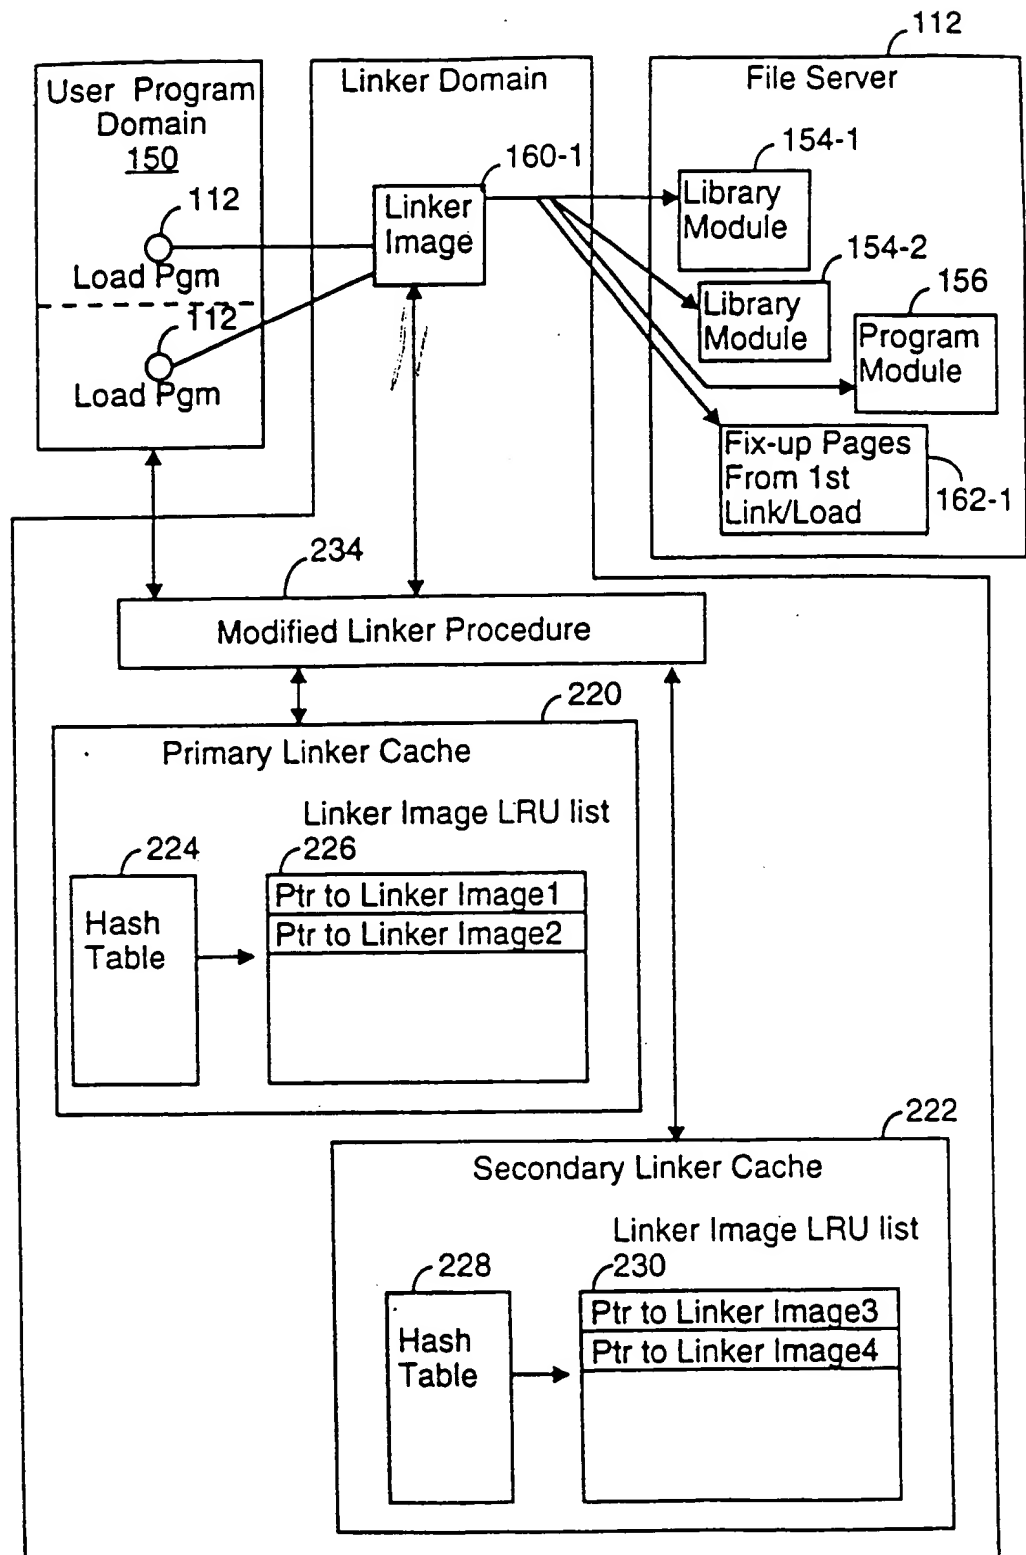 112
User Program
Domain
150
Linker Domain
File Server
160-1
154-1
Linker
Image
Library
Module
112
Load Pgm
154-2
156
Library
Module
112
Load Pgm
Program
Module
Fix-up Pages
From 1st
Link/Load
162-1
234
Modified Linker Procedure
220
Primary Linker Cache
Linker Image LRU list
224
226
Hash
Table
Ptr to Linker Image1
Ptr to Linker Image2
222
Secondary Linker Cache
Linker Image LRU list
228
230
Hash
Table
Ptr to Linker Image3
Ptr to Linker Image4